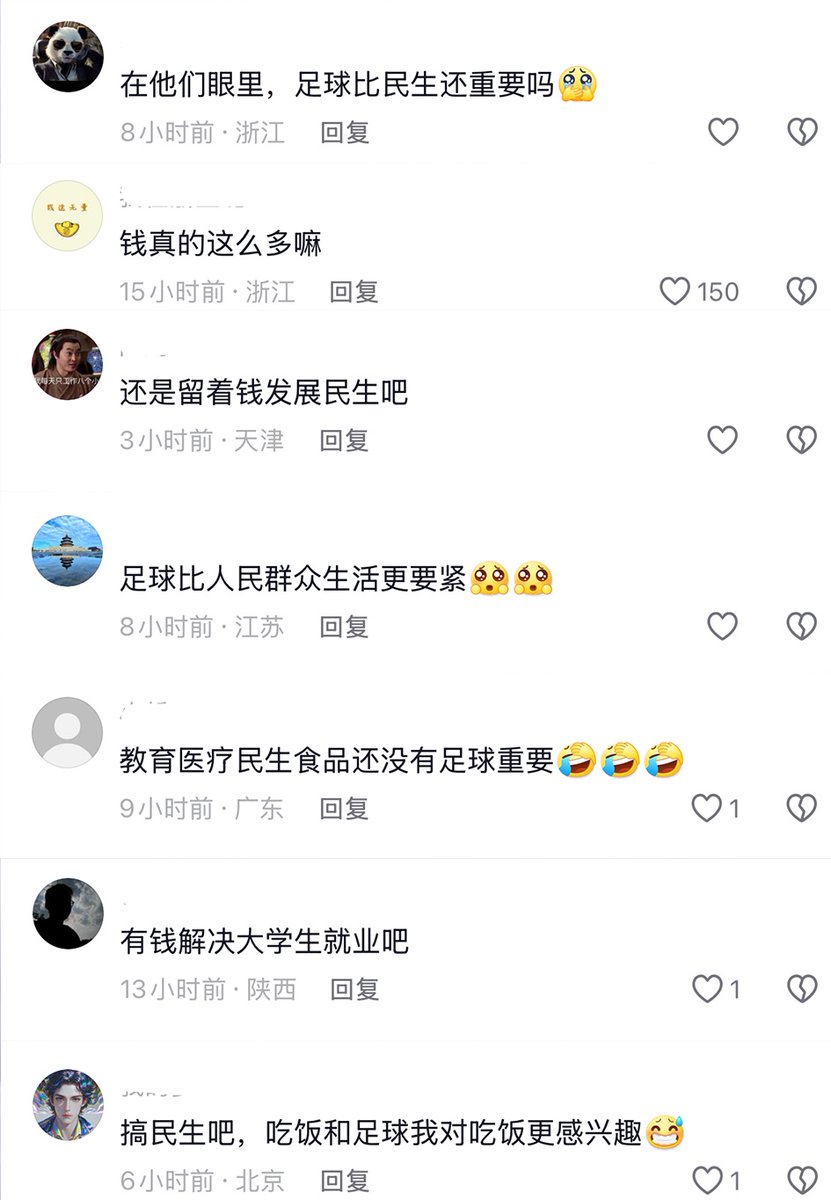 在他们眼里，足球比民生还重要吗
8小时前·浙江 回复
钱真的这么多嘛
15小时前·浙江 回复 150
还是留着钱发展民生吧
3小时前·天津 回复
足球比人民群众生活更要紧
8小时前·江苏 回复
教育医疗民生食品还没有足球重要
9小时前·广东 回复 1
有钱解决大学生就业吧
13小时前·陕西 回复 1
搞民生吧，吃饭和足球我对吃饭更感兴趣
6小时前·北京 回复 1